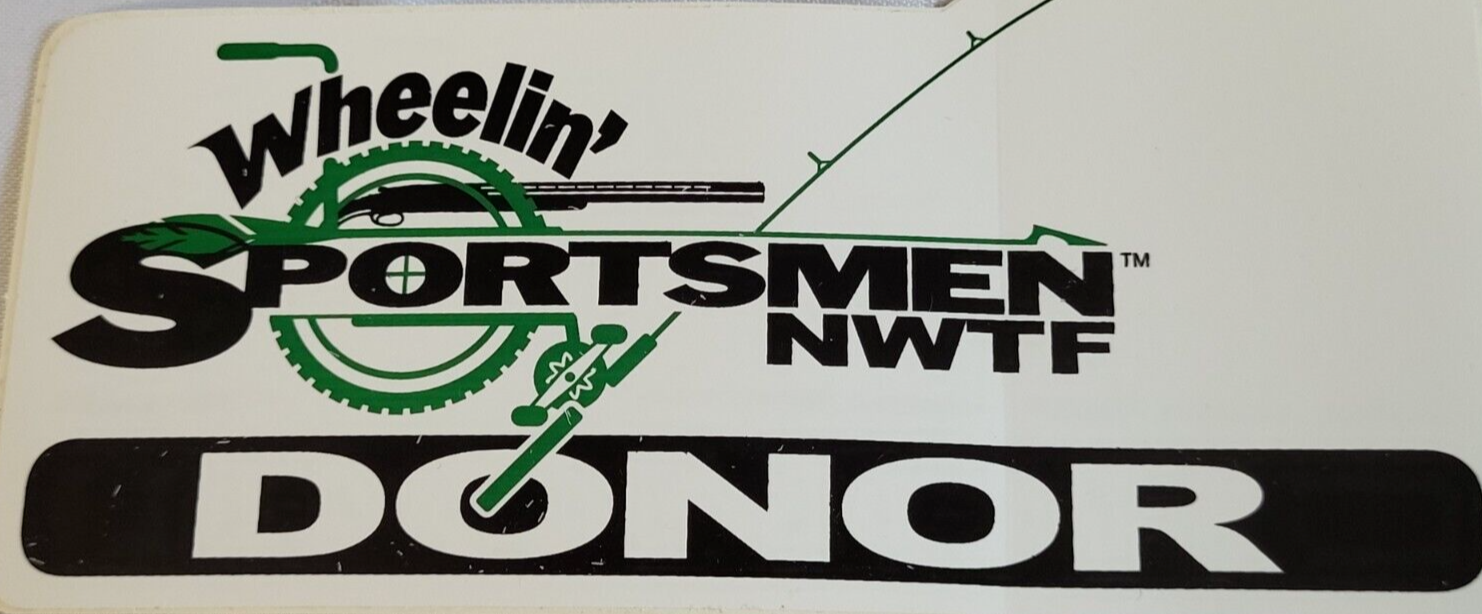 Wheelin'
SPORTSMEN™
NWTF
DONOR